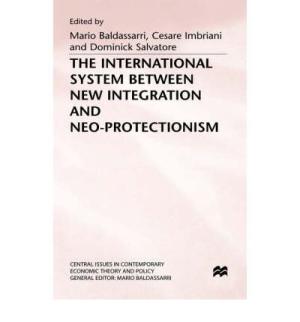 Edited by
Mario Baldassarri, Cesare Imbriani
and Dominick Salvatore
THE INTERNATIONAL
SYSTEM BETWEEN
NEW INTEGRATION
AND
NEO-PROTECTIONISM
CENTRAL ISSUES IN CONTEMPORARY
ECONOMIC THEORY AND POLICY
GENERAL EDITOR: MARIO BALDASSARRI